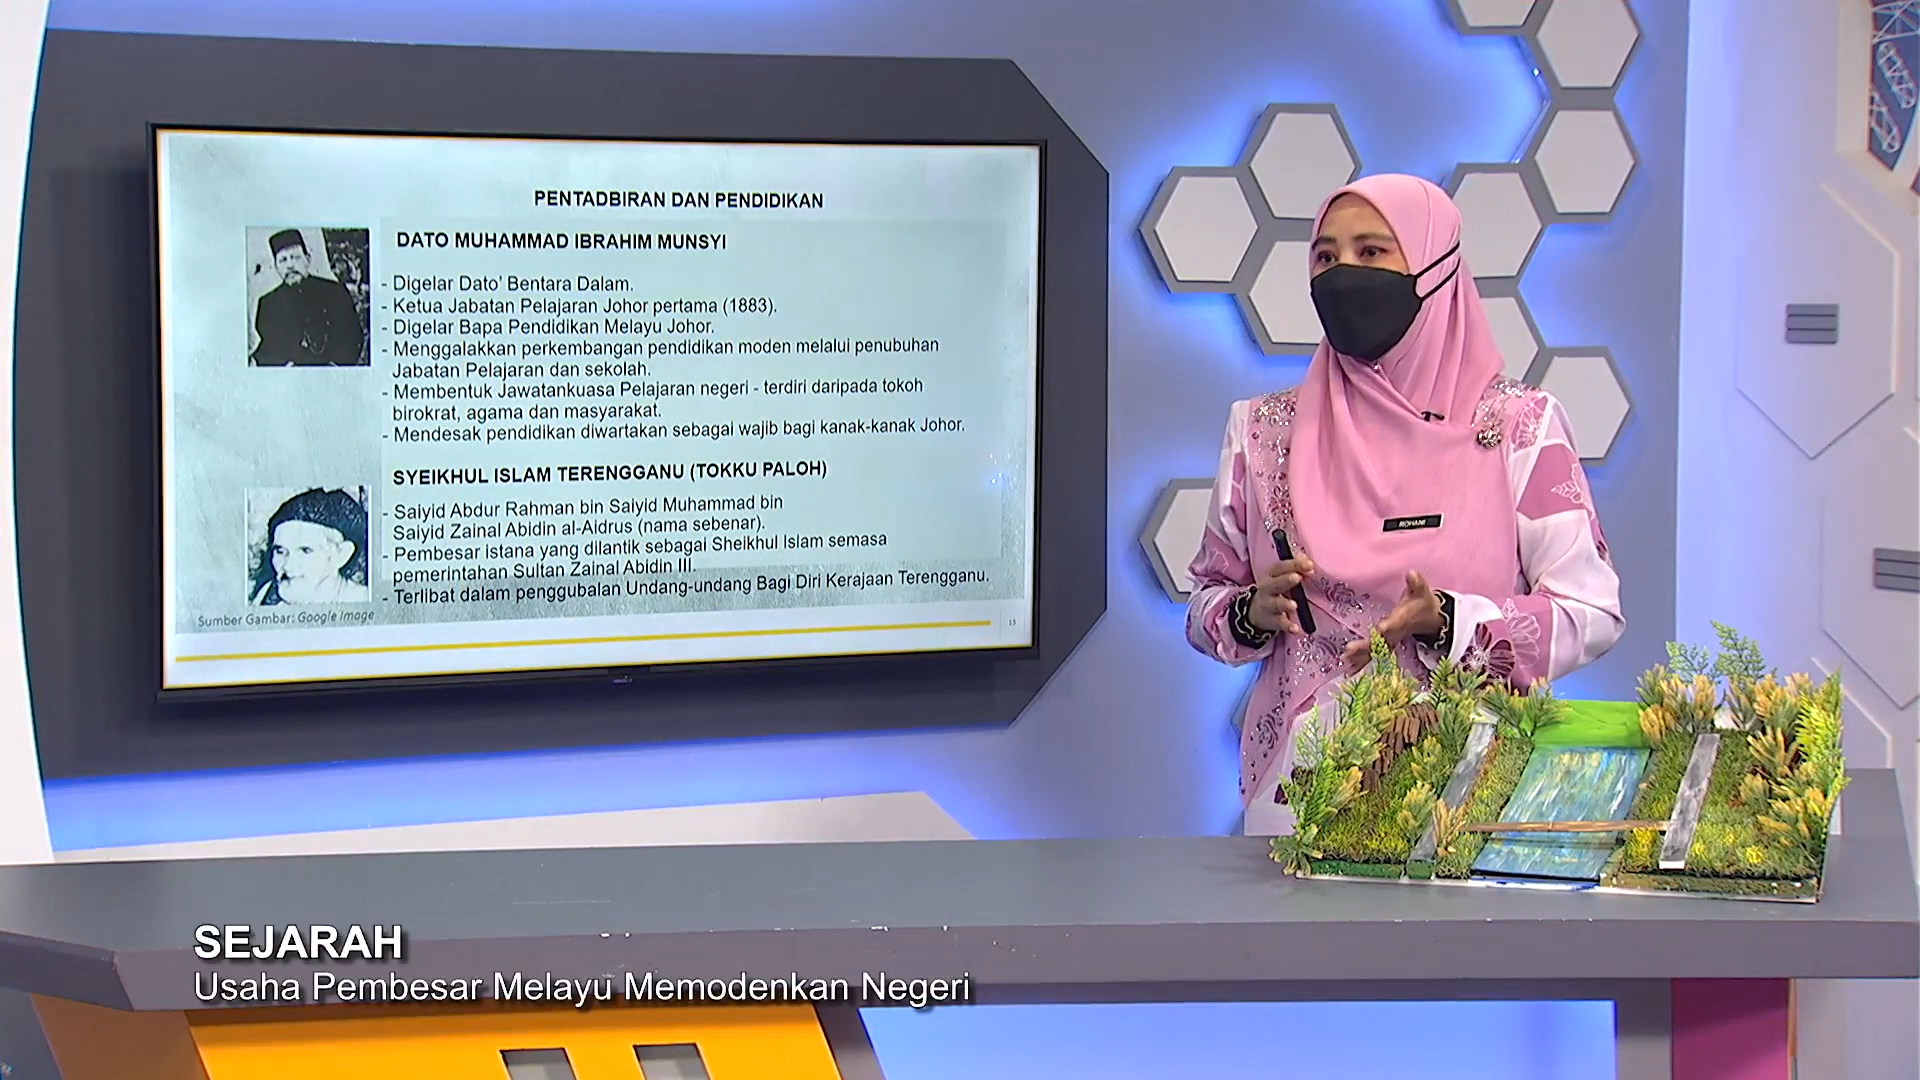 PENTADBIRAN DAN PENDIDIKAN
DATO MUHAMMAD IBRAHIM MUNSYI
- Digelar Dato' Bentara Dalam.
- Ketua Jabatan Pelajaran Johor pertama (1883).
- Digelar Bapa Pendidikan Melayu Johor.
- Menggalakkan perkembangan pendidikan moden melalui penubuhan
Jabatan Pelajaran dan sekolah.
- Membentuk Jawatankuasa Pelajaran negeri - terdiri daripada tokoh
birokrat, agama dan masyarakat.
- Mendesak pendidikan diwartakan sebagai wajib bagi kanak-kanak Johor.
SYEIKHUL ISLAM TERENGGANU (TOKKU PALOH)
- Saiyid Abdur Rahman bin Saiyid Muhammad bin
Saiyid Zainal Abidin al-Aidrus (nama sebenar).
- Pembesar istana yang dilantik sebagai Sheikhul Islam semasa
pemerintahan Sultan Zainal Abidin III.
- Terlibat dalam penggubalan Undang-undang Bagi Diri Kerajaan Terengganu.
Sumber Gambar: Google Image
13
ROHANI
SEJARAH
Usaha Pembesar Melayu Memodenkan Negeri